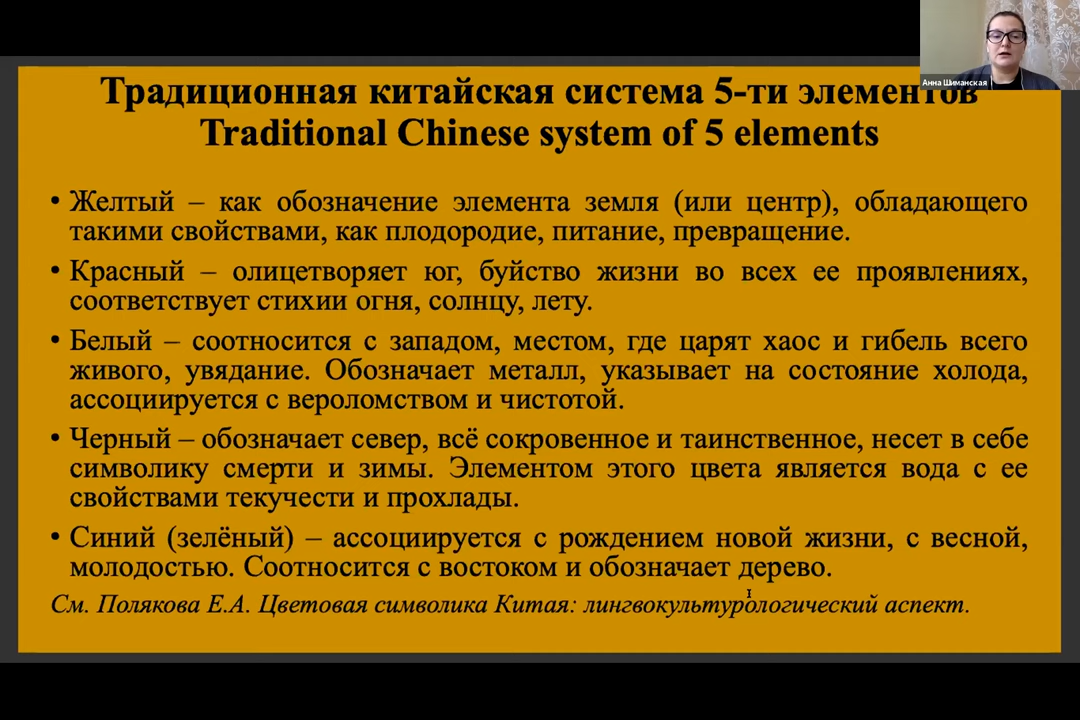 Анна Шиманская
Традиционная китайская система 5-ти элементов
Traditional Chinese system of 5 elements
• Желтый – как обозначение элемента земля (или центр), обладающего
такими свойствами, как плодородие, питание, превращение.
• Красный – олицетворяет юг, буйство жизни во всех ее проявлениях,
соответствует стихии огня, солнцу, лету.
• Белый – соотносится с западом, местом, где царят хаос и гибель всего
живого, увядание. Обозначает металл, указывает на состояние холода,
ассоциируется с вероломством и чистотой.
• Черный – обозначает север, всё сокровенное и таинственное, несет в себе
символику смерти и зимы. Элементом этого цвета является вода с ее
свойствами текучести и прохлады.
• Синий (зелёный) – ассоциируется с рождением новой жизни, с весной,
молодостью. Соотносится с востоком и обозначает дерево.
См. Полякова Е.А. Цветовая символика Китая: лингвокультурологический аспект.